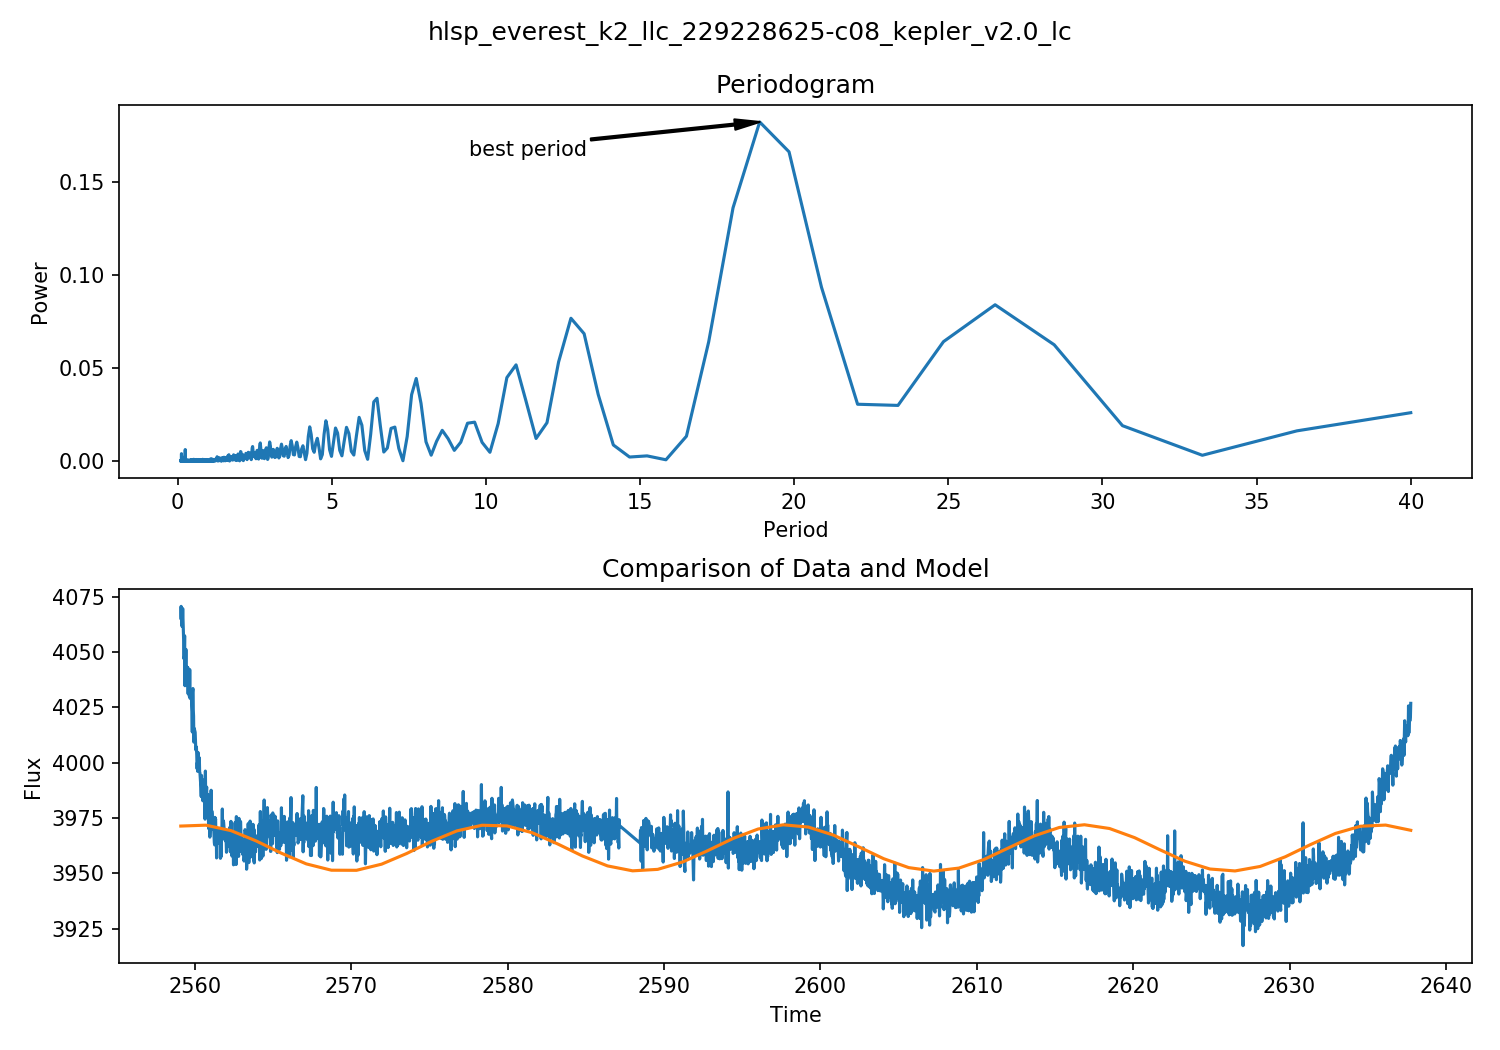 hlsp_everest_k2_llc_229228625-c08_kepler_v2.0_lc
Periodogram
best period
Power
0.15
0.10
0.05
0.00
0 5 10 15 20 25 30 35 40
Period
Comparison of Data and Model
Flux
4075
4050
4025
4000
3975
3950
3925
2560 2570 2580 2590 2600 2610 2620 2630 2640
Time